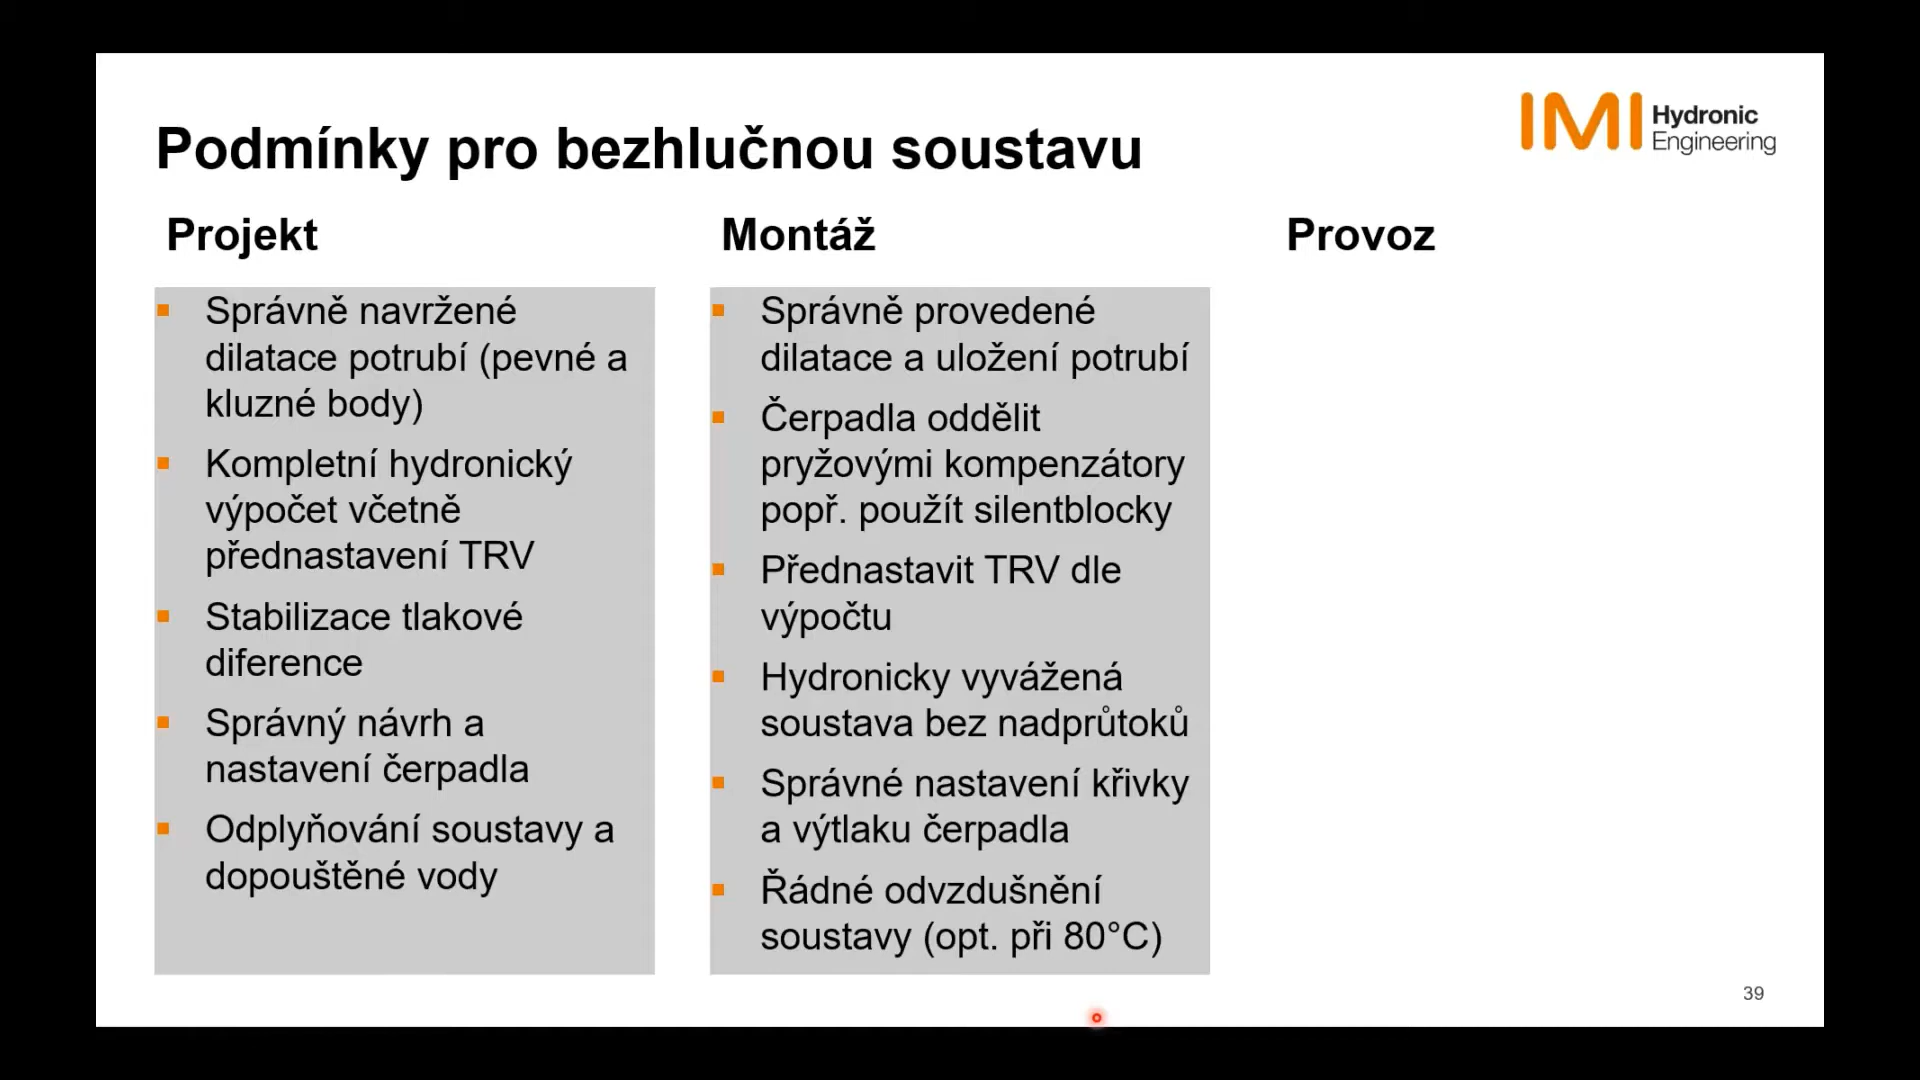 IMI Hydronic
Engineering
Podmínky pro bezhlučnou soustavu
Projekt
Správně navržené
dilatace potrubí (pevné a
kluzné body)
Kompletní hydronický
výpočet včetně
přednastavení TRV
Stabilizace tlakové
diference
Správný návrh a
nastavení čerpadla
Odplyňování soustavy a
dopouštěné vody
Montáž
Správně provedené
dilatace a uložení potrubí
Čerpadla oddělit
pryžovými kompenzátory
popř. použít silentblocky
Přednastavit TRV dle
výpočtu
Hydronicky vyvážená
soustava bez nadprůtoků
Správné nastavení křivky
a výtlaku čerpadla
Řádné odvzdušnění
soustavy (opt. při 80°C)
Provoz
39